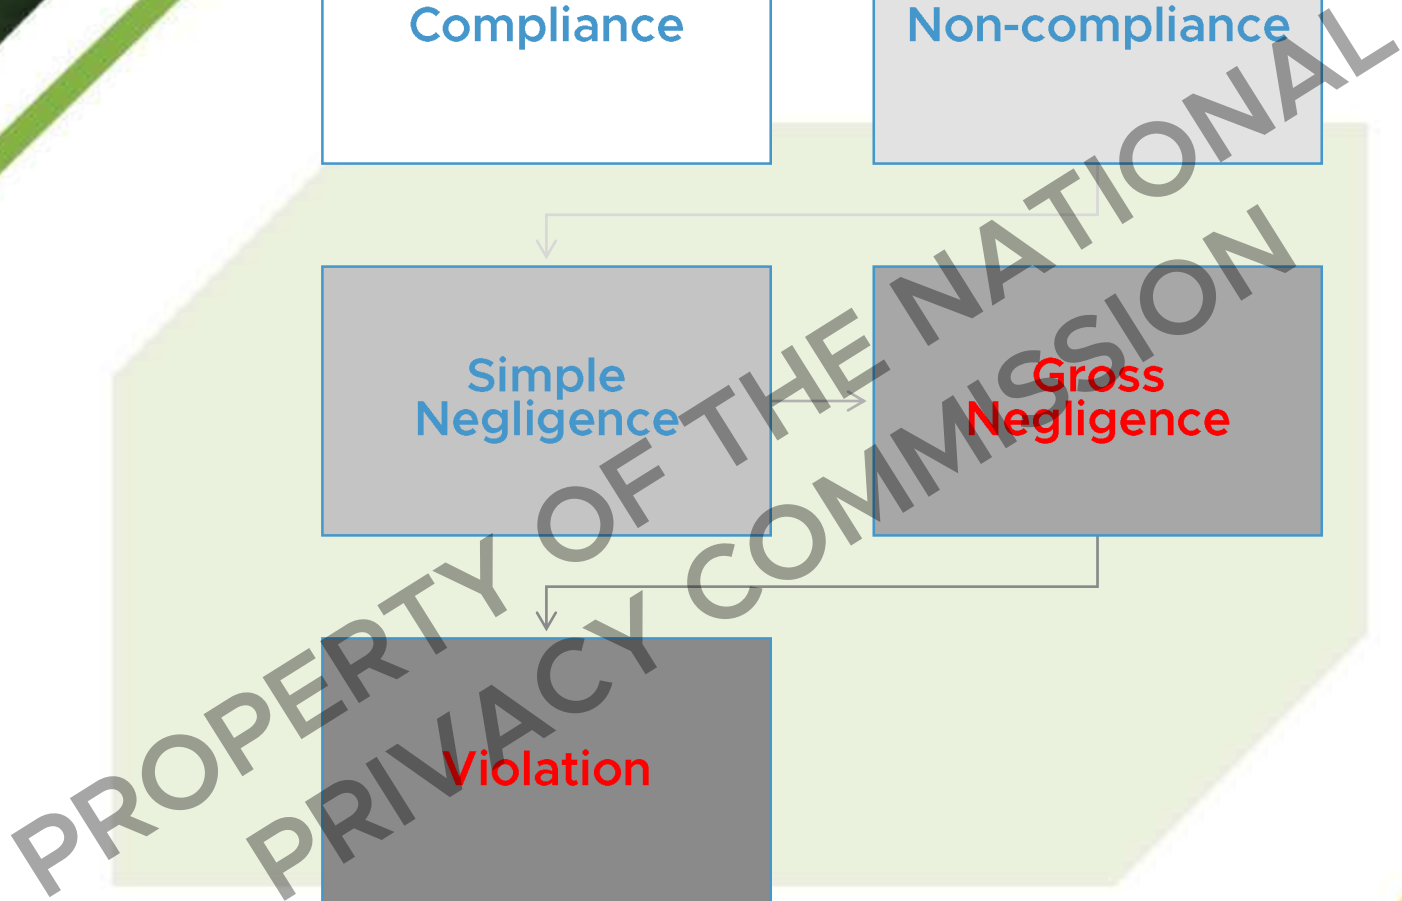 Compliance
Non-compliance
Simple
Negligence
Gross
Negligence
Violation
PROPERTY OF THE NATIONAL
PRIVACY COMMISSION